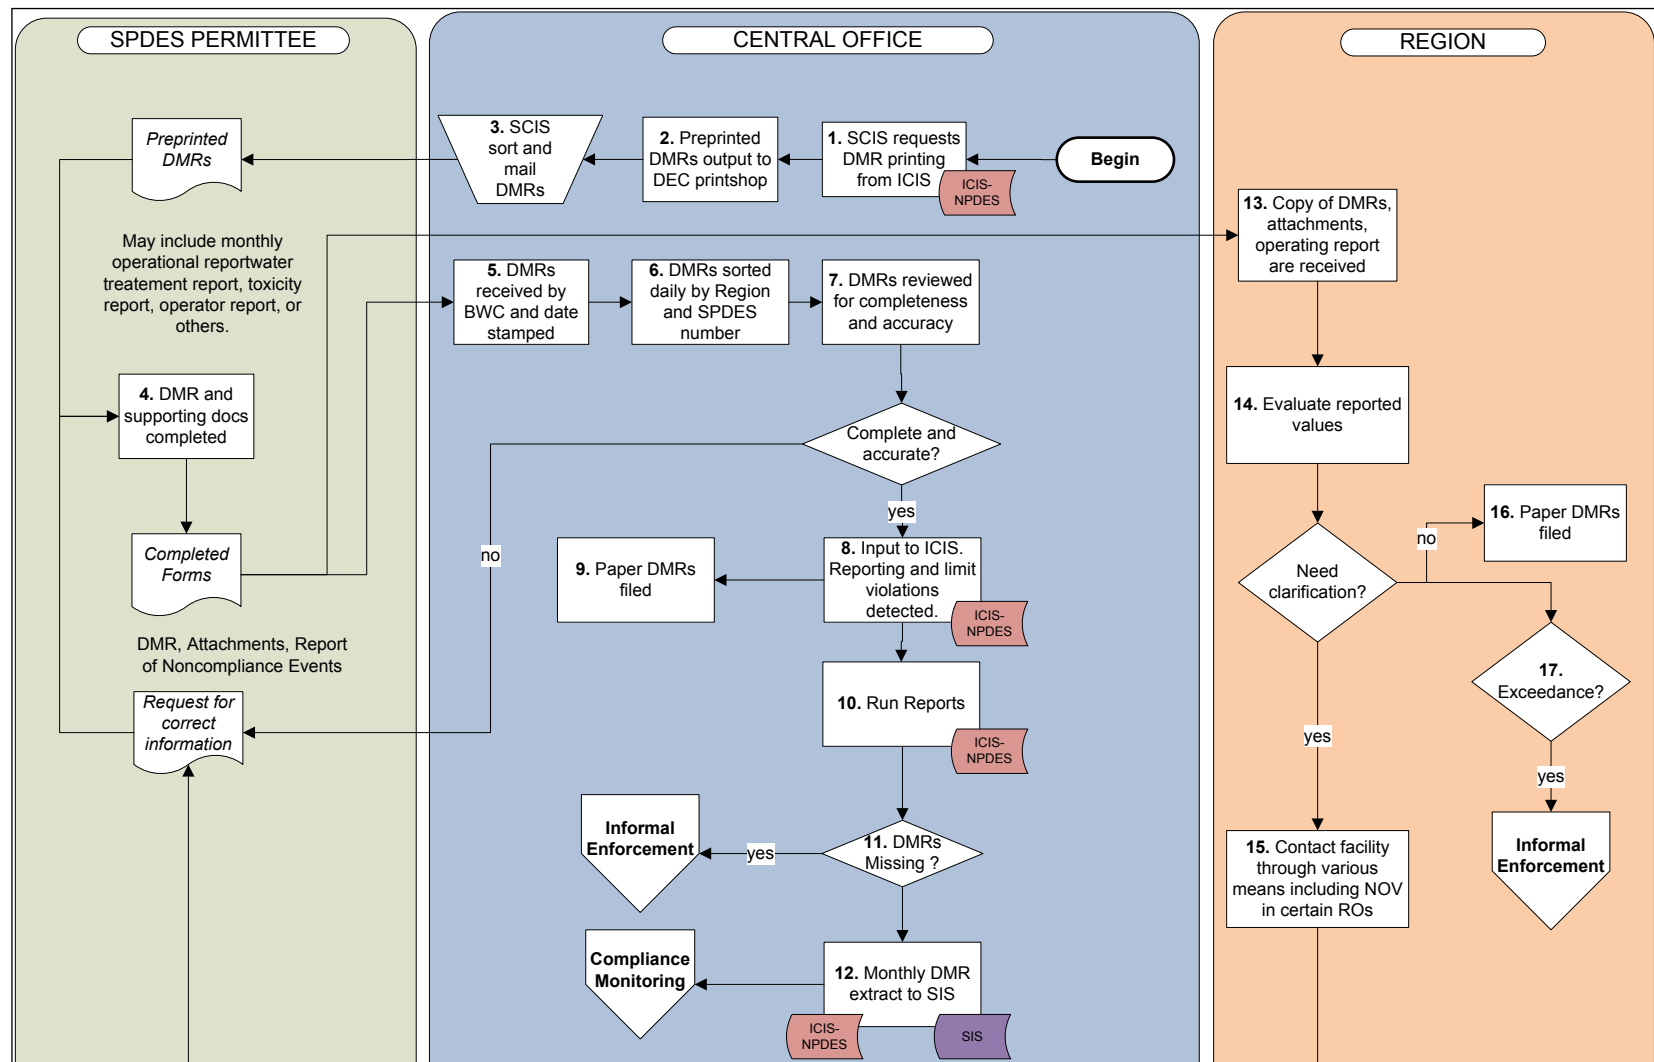 SPDES PERMITTEE
CENTRAL OFFICE
REGION
Preprinted
DMRs
3. SCIS
sort and
mail
DMRs
2. Preprinted
DMRs output to
DEC printshop
1. SCIS requests
DMR printing
from ICIS
ICIS-
NPDES
Begin
May include monthly
operational reportwater
treatement report, toxicity
report, operator report, or
others.
5. DMRs
received by
BWC and date
stamped
6. DMRs sorted
daily by Region
and SPDES
number
7. DMRs reviewed
for completeness
and accuracy
13. Copy of DMRs,
attachments,
operating report
are received
4. DMR and
supporting docs
completed
Complete and
accurate?
14. Evaluate reported
values
yes
no
Completed
Forms
9. Paper DMRs
filed
8. Input to ICIS.
Reporting and limit
violations
detected.
ICIS-
NPDES
Need
clarification?
no
16. Paper DMRs
filed
DMR, Attachments, Report
of Noncompliance Events
Request for
correct
information
10. Run Reports
ICIS-
NPDES
17.
Exceedance?
yes
yes
Informal
Enforcement
yes
11. DMRs
Missing ?
15. Contact facility
through various
means including NOV
in certain ROs
Informal
Enforcement
Compliance
Monitoring
12. Monthly DMR
extract to SIS
ICIS-
NPDES
SIS